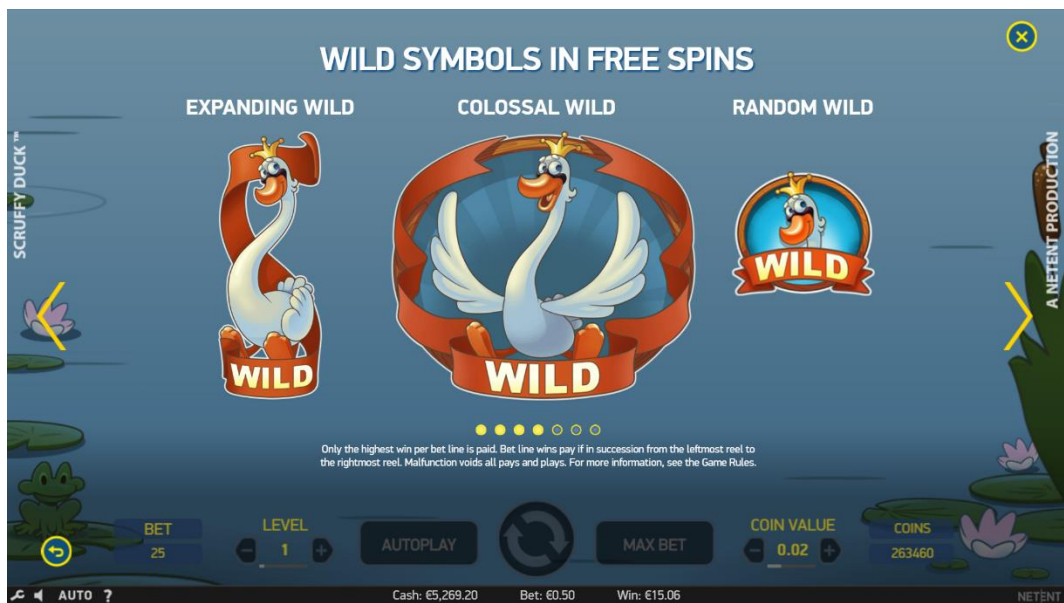 WILD SYMBOLS IN FREE SPINS
EXPANDING WILD
COLOSSAL WILD
RANDOM WILD
SCRUFFY DUCK™
A NETENT PRODUCTION
WILD
WILD
WILD
Only the highest win per bet line is paid. Bet line wins pay if in succession from the leftmost reel to
the rightmost reel. Malfunction voids all pays and plays. For more information, see the Game Rules.
BET
25
LEVEL
1
AUTOPLAY
MAX BET
COIN VALUE
0.02
COINS
263460
AUTO ?
Cash: €5,269.20
Bet: €0.50
Win: €15.06
NETENT